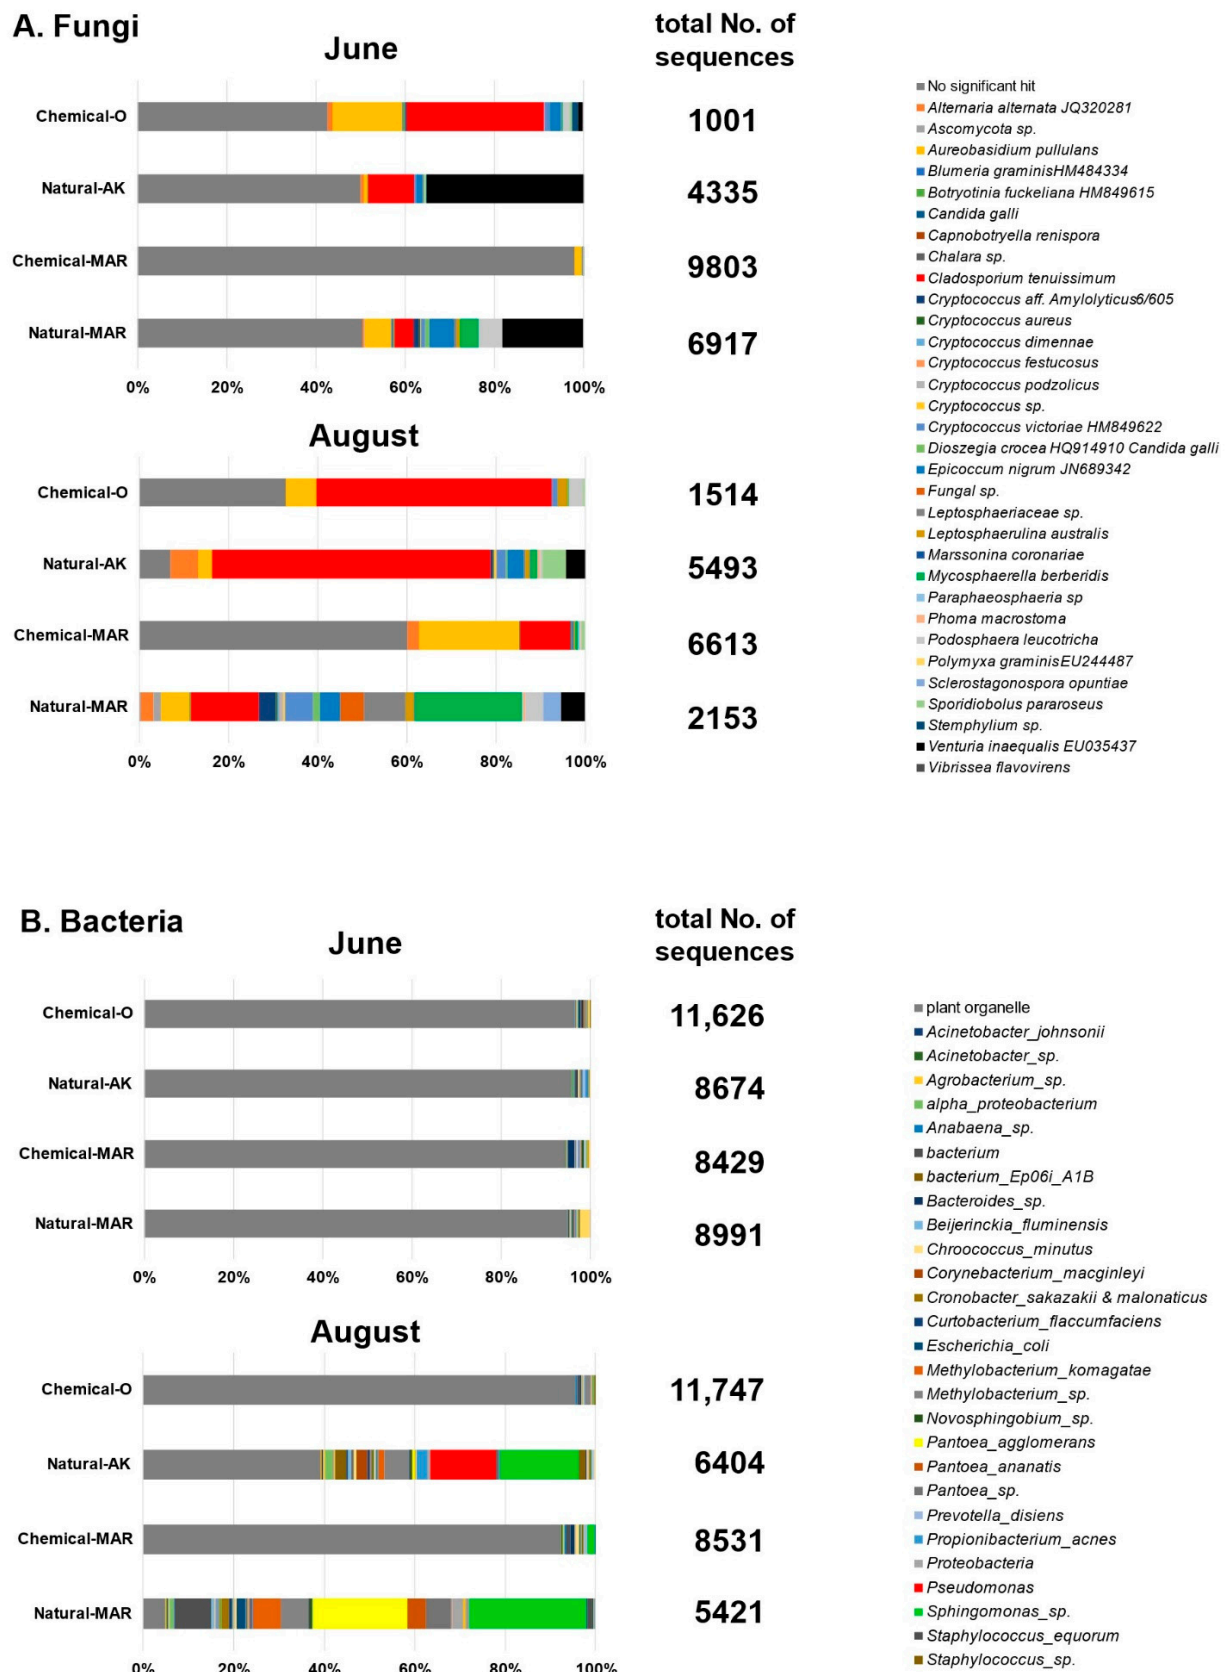 A. Fungi
June
total No. of
sequences
Chemical-O
1001
Natural-AK
4335
Chemical-MAR
9803
Natural-MAR
6917
0% 20% 40% 60% 80% 100%
August
Chemical-O
1514
Natural-AK
5493
Chemical-MAR
6613
Natural-MAR
2153
0% 20% 40% 60% 80% 100%
No significant hit
Alternaria alternata JQ320281
Ascomycota sp.
Aureobasidium pullulans
Blumeria graminisHM484334
Botryotinia fuckeliana HM849615
Candida galli
Capnobotryella renispora
Chalara sp.
Cladosporium tenuissimum
Cryptococcus aff. Amylolyticus6/605
Cryptococcus aureus
Cryptococcus dimennae
Cryptococcus festucosus
Cryptococcus podzolicus
Cryptococcus sp.
Cryptococcus victoriae HM849622
Dioszegia crocea HQ914910 Candida galli
Epicoccum nigrum JN689342
Fungal sp.
Leptosphaeriaceae sp.
Leptosphaerulina australis
Marssonina coronariae
Mycosphaerella berberidis
Paraphaeosphaeria sp
Phoma macrostoma
Podosphaera leucotricha
Polymyxa graminisEU244487
Sclerostagonospora opuntiae
Sporidiobolus pararoseus
Stemphylium sp.
Venturia inaequalis EU035437
Vibrissea flavovirens
B. Bacteria
June
total No. of
sequences
Chemical-O
11,626
Natural-AK
8674
Chemical-MAR
8429
Natural-MAR
8991
0% 20% 40% 60% 80% 100%
August
Chemical-O
11,747
Natural-AK
6404
Chemical-MAR
8531
Natural-MAR
5421
0% 20% 40% 60% 80% 100%
plant organelle
Acinetobacter_johnsonii
Acinetobacter_sp.
Agrobacterium_sp.
alpha_proteobacterium
Anabaena_sp.
bacterium
bacterium_Ep06i_A1B
Bacteroides_sp.
Beijerinckia_fluminensis
Chroococcus_minutus
Corynebacterium_macginleyi
Cronobacter_sakazakii & malonaticus
Curtobacterium_flaccumfaciens
Escherichia_coli
Methylobacterium_komagatae
Methylobacterium_sp.
Novosphingobium_sp.
Pantoea_agglomerans
Pantoea_ananatis
Pantoea_sp.
Prevotella_disiens
Propionibacterium_acnes
Proteobacteria
Pseudomonas
Sphingomonas_sp.
Staphylococcus_equorum
Staphylococcus_sp.